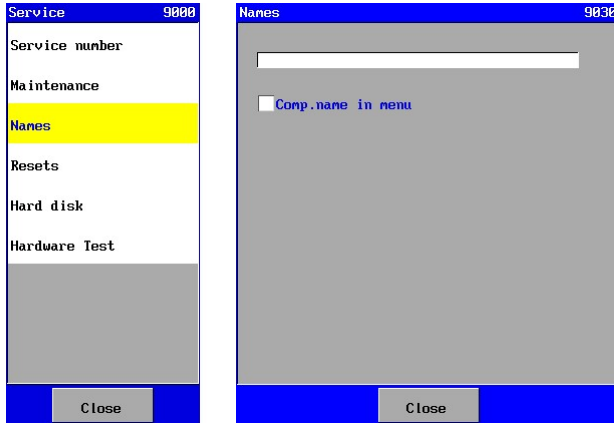 Service 9000
Service number
Maintenance
Names
Resets
Hard disk
Hardware Test
Close
Names 9030
Comp.name in menu
Close